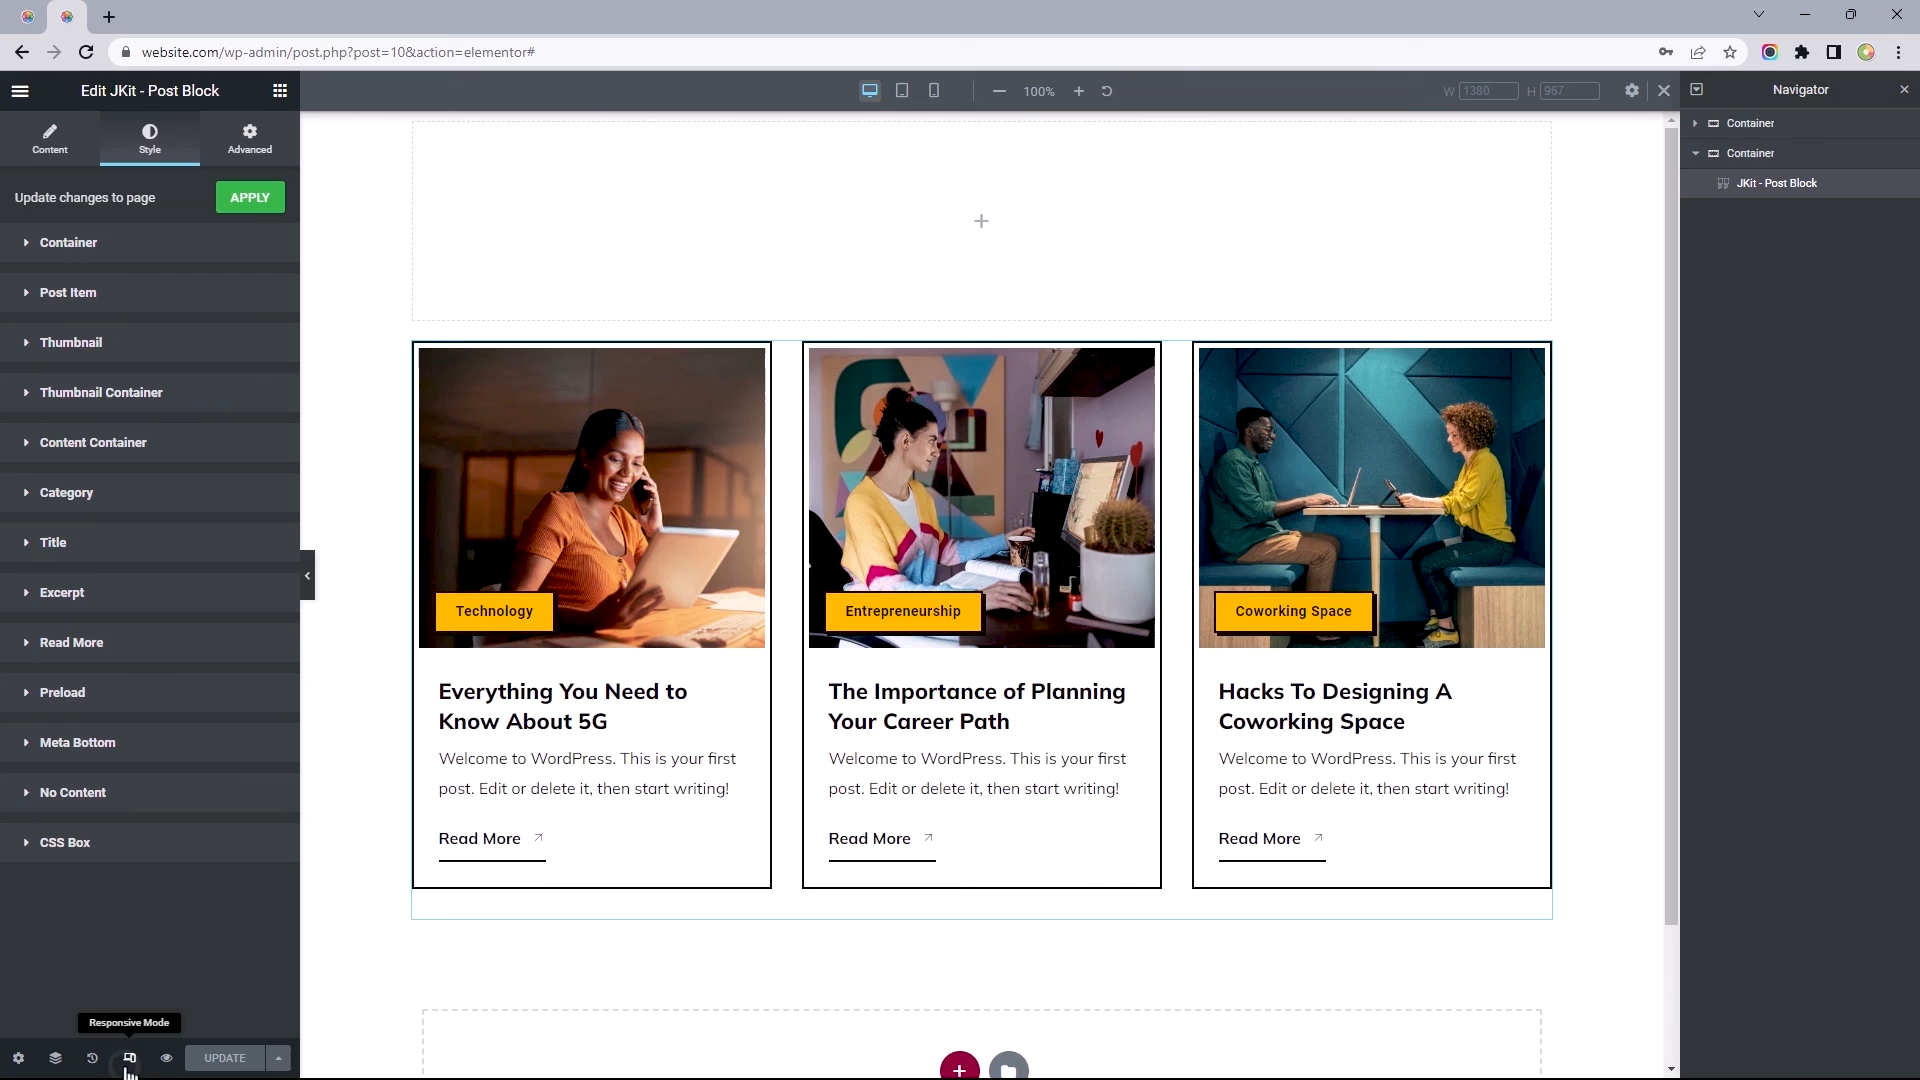 website.com/wp-admin/post.php?post=10&action=elementor#
Edit JKit - Post Block
100%
W 1380 H 967
Navigator
Content
Style
Advanced
Container
Container
JKit - Post Block
Update changes to page
APPLY
Container
Post Item
Thumbnail
Thumbnail Container
Content Container
Category
Title
Excerpt
Read More
Preload
Meta Bottom
No Content
CSS Box
Technology
Entrepreneurship
Coworking Space
Everything You Need to
Know About 5G
Welcome to WordPress. This is your first
post. Edit or delete it, then start writing!
Read More
The Importance of Planning
Your Career Path
Welcome to WordPress. This is your first
post. Edit or delete it, then start writing!
Read More
Hacks To Designing A
Coworking Space
Welcome to WordPress. This is your first
post. Edit or delete it, then start writing!
Read More
Responsive Mode
UPDATE